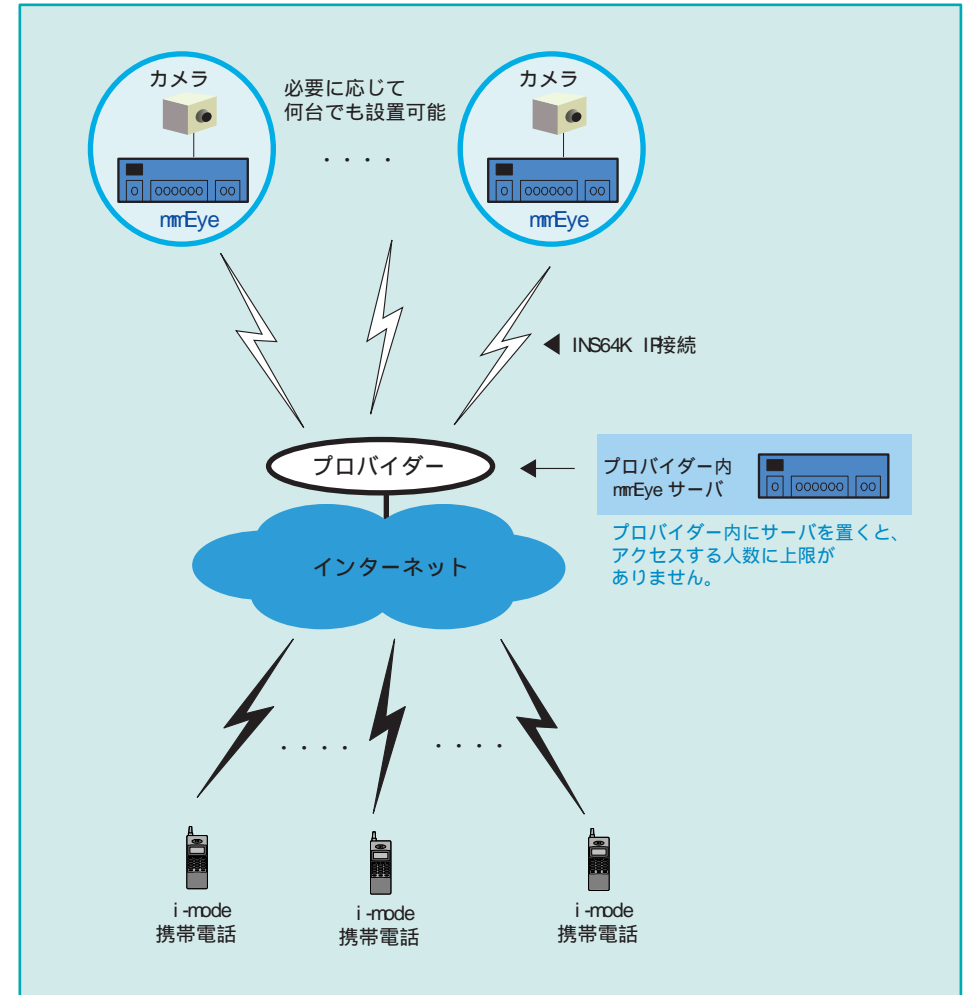 カメラ
必要に応じて
何台でも設置可能
・・・・
カメラ
mmEye
mmEye
INS64K IP接続
プロバイダー
プロバイダー内
mmEye サーバ
プロバイダー内にサーバを置くと、
アクセスする人数に上限が
ありません。
インターネット
・・・・
・・・・
i-mode
携帯電話
i-mode
携帯電話
i-mode
携帯電話